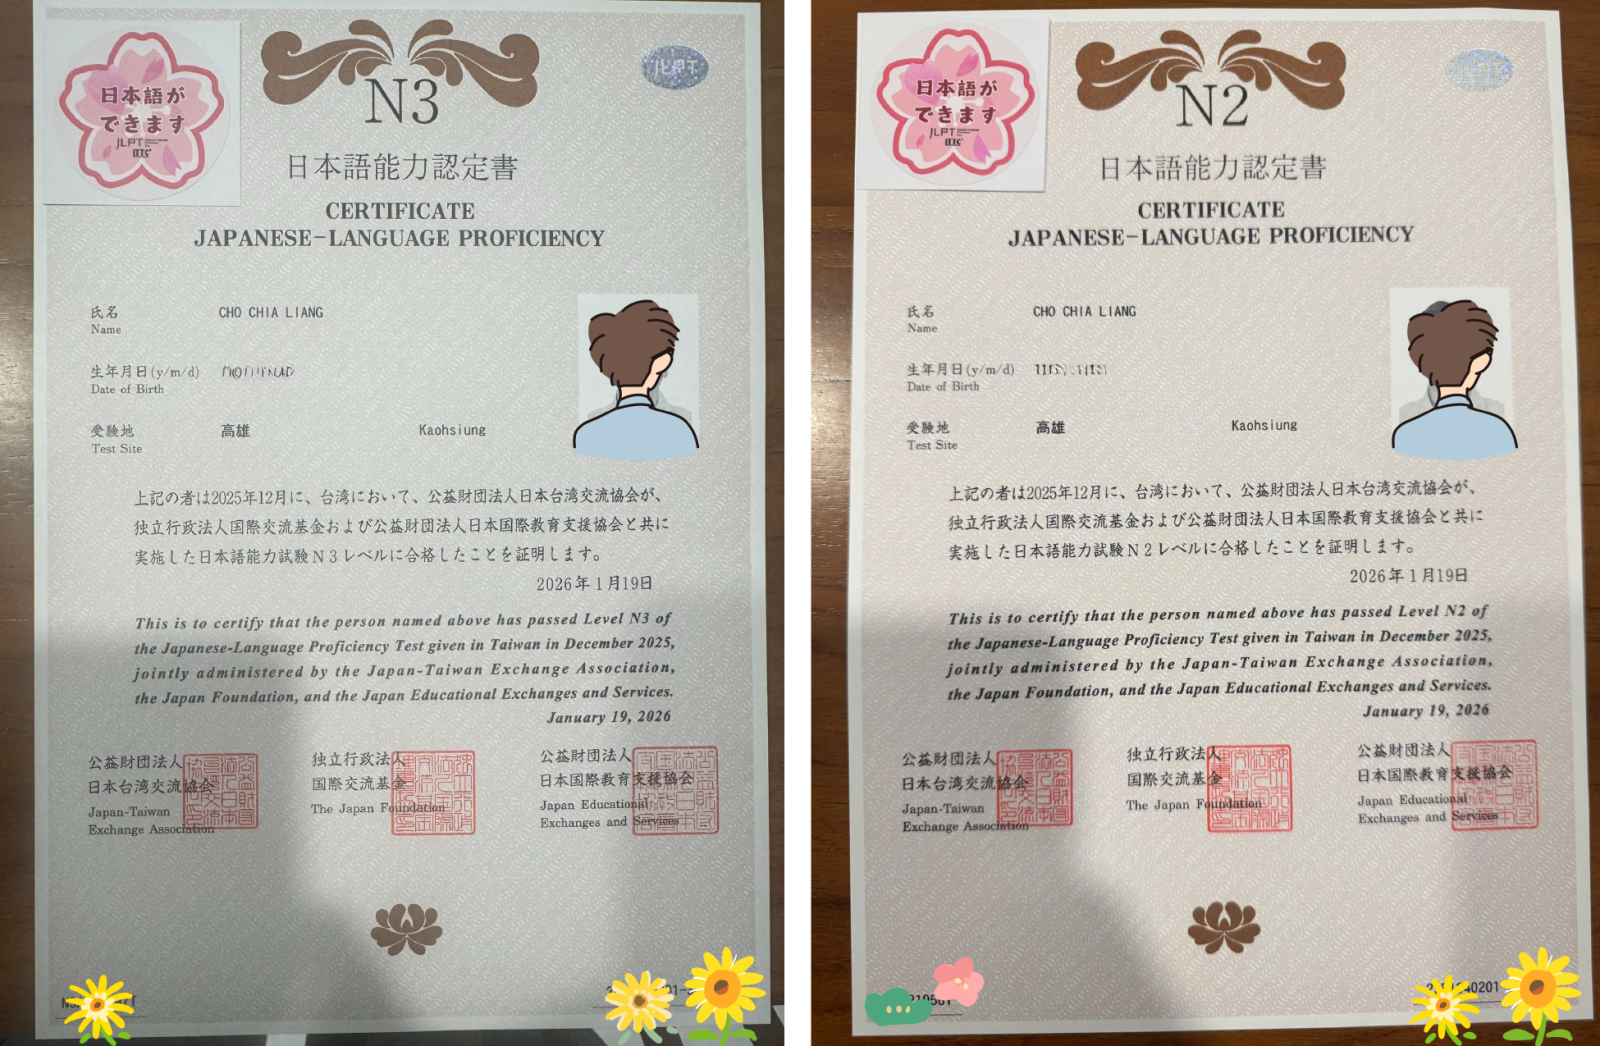 日本語が
できます
JLPT
N3
JLPT
日本語能力認定書
CERTIFICATE
JAPANESE-LANGUAGE PROFICIENCY
氏名 CHO CHIA LIANG
Name
生年月日(y/m/d)
Date of Birth
受験地 高雄 Kaohsiung
Test Site
上記の者は2025年12月に、台湾において、公益財団法人日本台湾交流協会が、
独立行政法人国際交流基金および公益財団法人日本国際教育支援協会と共に
実施した日本語能力試験N3レベルに合格したことを証明します。
2026年1月19日
This is to certify that the person named above has passed Level N3 of
the Japanese-Language Proficiency Test given in Taiwan in December 2025,
jointly administered by the Japan-Taiwan Exchange Association,
the Japan Foundation, and the Japan Educational Exchanges and Services.
January 19, 2026
公益財団法人
日本台湾交流協会
Japan-Taiwan
Exchange Association
独立行政法人
国際交流基金
The Japan Foundation
公益財団法人
日本国際教育支援協会
Japan Educational
Exchanges and Services
日本語が
できます
JLPT
N2
JLPT
日本語能力認定書
CERTIFICATE
JAPANESE-LANGUAGE PROFICIENCY
氏名 CHO CHIA LIANG
Name
生年月日(y/m/d)
Date of Birth
受験地 高雄 Kaohsiung
Test Site
上記の者は2025年12月に、台湾において、公益財団法人日本台湾交流協会が、
独立行政法人国際交流基金および公益財団法人日本国際教育支援協会と共に
実施した日本語能力試験N2レベルに合格したことを証明します。
2026年1月19日
This is to certify that the person named above has passed Level N2 of
the Japanese-Language Proficiency Test given in Taiwan in December 2025,
jointly administered by the Japan-Taiwan Exchange Association,
the Japan Foundation, and the Japan Educational Exchanges and Services.
January 19, 2026
公益財団法人
日本台湾交流協会
Japan-Taiwan
Exchange Association
独立行政法人
国際交流基金
The Japan Foundation
公益財団法人
日本国際教育支援協会
Japan Educational
Exchanges and Services